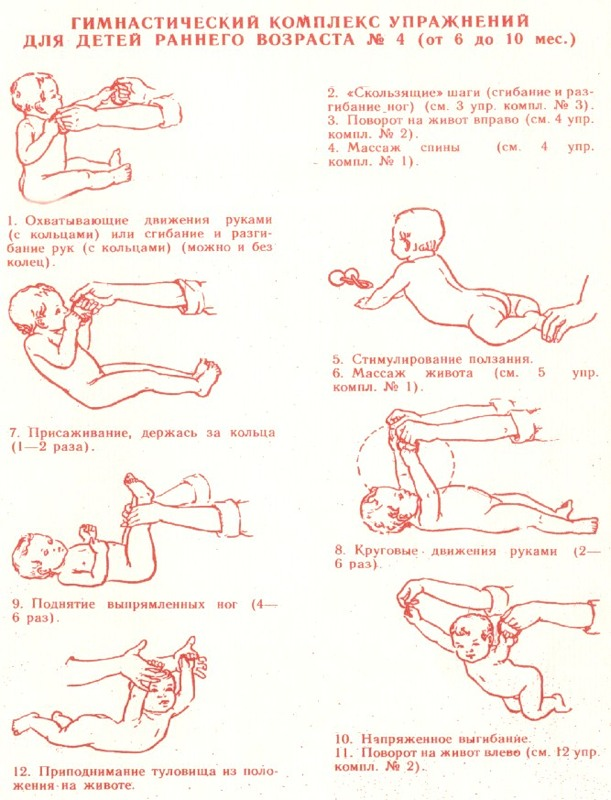 ГИМНАСТИЧЕСКИЙ КОМПЛЕКС УПРАЖНЕНИЙ
ДЛЯ ДЕТЕЙ РАННЕГО ВОЗРАСТА № 4 (от 6 до 10 мес.)
1. Охватывающие движения руками
(с кольцами) или сгибание и разги-
бание рук (с кольцами) (можно и без
колец).
2. «Скользящие» шаги (сгибание и раз-
гибание ног) (см. 3 упр. компл. № 3).
3. Поворот на живот вправо (см. 4 упр.
компл. № 2).
4. Массаж спины (см. 4 упр.
компл. № 1).
5. Стимулирование ползания.
6. Массаж живота (см. 5 упр.
компл. № 1).
7. Присаживание, держась за кольца
(1—2 раза).
8. Круговые движения руками (2—
6 раз).
9. Поднятие выпрямленных ног (4—
6 раз).
10. Напряженное выгибание.
11. Поворот на живот влево (см. 12 упр.
компл. № 2).
12. Приподнимание туловища из поло-
жения на животе.